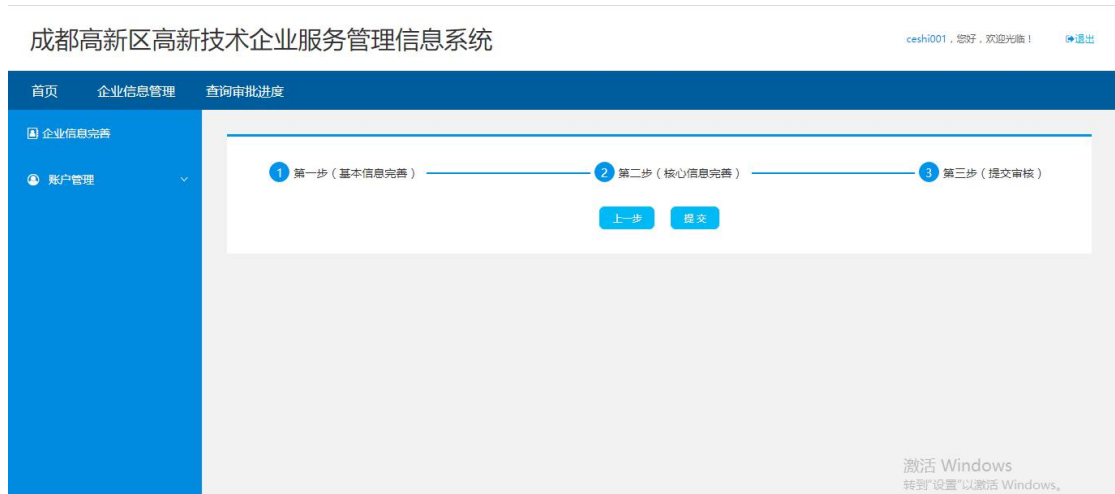 成都高新区高新技术企业服务管理信息系统
ceshi001，您好，欢迎光临！ 退出
首页 企业信息管理 查询审批进度
企业信息完善
账户管理
1 第一步（基本信息完善） 2 第二步（核心信息完善） 3 第三步（提交审核）
上一步 提交
激活 Windows
转到"设置"以激活 Windows。